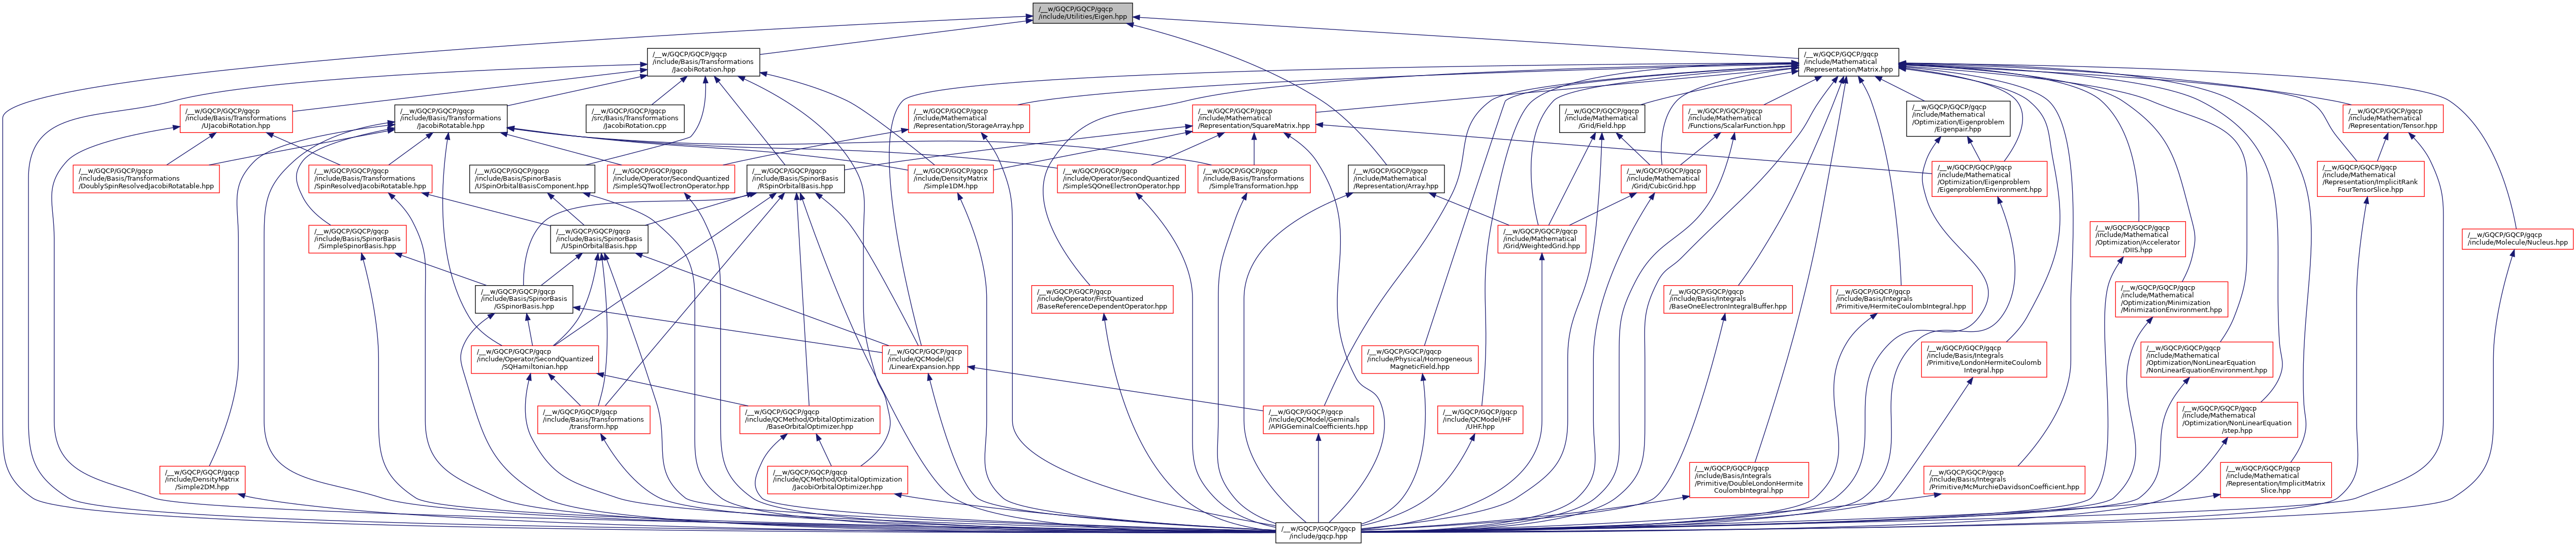 /__w/GQCP/GQCP/gqcp
/include/Utilities/Eigen.hpp
/__w/GQCP/GQCP/gqcp
/include/Basis/Transformations
/JacobiRotation.hpp
/__w/GQCP/GQCP/gqcp
/include/Mathematical
/Representation/Matrix.hpp
/__w/GQCP/GQCP/gqcp
/include/Basis/Transformations
/UJacobiRotation.hpp
/__w/GQCP/GQCP/gqcp
/include/Basis/Transformations
/JacobiRotatable.hpp
/__w/GQCP/GQCP/gqcp
/src/Basis/Transformations
/JacobiRotation.cpp
/__w/GQCP/GQCP/gqcp
/include/Mathematical
/Representation/StorageArray.hpp
/__w/GQCP/GQCP/gqcp
/include/Mathematical
/Representation/SquareMatrix.hpp
/__w/GQCP/GQCP/gqcp
/include/Mathematical
/Grid/Field.hpp
/__w/GQCP/GQCP/gqcp
/include/Mathematical
/Functions/ScalarFunction.hpp
/__w/GQCP/GQCP/gqcp
/include/Mathematical
/Optimization/Eigenproblem
/Eigenpair.hpp
/__w/GQCP/GQCP/gqcp
/include/Mathematical
/Representation/Tensor.hpp
/__w/GQCP/GQCP/gqcp
/include/Basis/Transformations
/DoublySpinResolvedJacobiRotatable.hpp
/__w/GQCP/GQCP/gqcp
/include/Basis/Transformations
/SpinResolvedJacobiRotatable.hpp
/__w/GQCP/GQCP/gqcp
/include/Basis/SpinorBasis
/USpinOrbitalBasisComponent.hpp
/__w/GQCP/GQCP/gqcp
/include/Operator/SecondQuantized
/SimpleSQTwoElectronOperator.hpp
/__w/GQCP/GQCP/gqcp
/include/Basis/SpinorBasis
/RSpinOrbitalBasis.hpp
/__w/GQCP/GQCP/gqcp
/include/DensityMatrix
/Simple1DM.hpp
/__w/GQCP/GQCP/gqcp
/include/Operator/SecondQuantized
/SimpleSQOneElectronOperator.hpp
/__w/GQCP/GQCP/gqcp
/include/Basis/Transformations
/SimpleTransformation.hpp
/__w/GQCP/GQCP/gqcp
/include/Mathematical
/Representation/Array.hpp
/__w/GQCP/GQCP/gqcp
/include/Mathematical
/Grid/CubicGrid.hpp
/__w/GQCP/GQCP/gqcp
/include/Mathematical
/Optimization/Eigenproblem
/EigenproblemEnvironment.hpp
/__w/GQCP/GQCP/gqcp
/include/Mathematical
/Representation/ImplicitRank
FourTensorSlice.hpp
/__w/GQCP/GQCP/gqcp
/include/Basis/SpinorBasis
/SimpleSpinorBasis.hpp
/__w/GQCP/GQCP/gqcp
/include/Basis/SpinorBasis
/USpinOrbitalBasis.hpp
/__w/GQCP/GQCP/gqcp
/include/Mathematical
/Grid/WeightedGrid.hpp
/__w/GQCP/GQCP/gqcp
/include/Mathematical
/Optimization/Accelerator
/DIIS.hpp
/__w/GQCP/GQCP/gqcp
/include/Molecule/Nucleus.hpp
/__w/GQCP/GQCP/gqcp
/include/Basis/SpinorBasis
/GSpinorBasis.hpp
/__w/GQCP/GQCP/gqcp
/include/Operator/FirstQuantized
/BaseReferenceDependentOperator.hpp
/__w/GQCP/GQCP/gqcp
/include/Basis/Integrals
/BaseOneElectronIntegralBuffer.hpp
/__w/GQCP/GQCP/gqcp
/include/Basis/Integrals
/Primitive/HermiteCoulombIntegral.hpp
/__w/GQCP/GQCP/gqcp
/include/Mathematical
/Optimization/Minimization
/MinimizationEnvironment.hpp
/__w/GQCP/GQCP/gqcp
/include/Operator/SecondQuantized
/SQHamiltonian.hpp
/__w/GQCP/GQCP/gqcp
/include/QCModel/CI
/LinearExpansion.hpp
/__w/GQCP/GQCP/gqcp
/include/Physical/Homogeneous
MagneticField.hpp
/__w/GQCP/GQCP/gqcp
/include/Basis/Integrals
/Primitive/LondonHermiteCoulomb
Integral.hpp
/__w/GQCP/GQCP/gqcp
/include/Mathematical
/Optimization/NonLinearEquation
/NonLinearEquationEnvironment.hpp
/__w/GQCP/GQCP/gqcp
/include/Basis/Transformations
/transform.hpp
/__w/GQCP/GQCP/gqcp
/include/QCMethod/OrbitalOptimization
/BaseOrbitalOptimizer.hpp
/__w/GQCP/GQCP/gqcp
/include/QCModel/Geminals
/APIGGeminalCoefficients.hpp
/__w/GQCP/GQCP/gqcp
/include/QCModel/HF
/UHF.hpp
/__w/GQCP/GQCP/gqcp
/include/Mathematical
/Optimization/NonLinearEquation
/step.hpp
/__w/GQCP/GQCP/gqcp
/include/DensityMatrix
/Simple2DM.hpp
/__w/GQCP/GQCP/gqcp
/include/QCMethod/OrbitalOptimization
/JacobiOrbitalOptimizer.hpp
/__w/GQCP/GQCP/gqcp
/include/Basis/Integrals
/Primitive/DoubleLondonHermite
CoulombIntegral.hpp
/__w/GQCP/GQCP/gqcp
/include/Basis/Integrals
/Primitive/McMurchieDavidsonCoefficient.hpp
/__w/GQCP/GQCP/gqcp
/include/Mathematical
/Representation/ImplicitMatrix
Slice.hpp
/__w/GQCP/GQCP/gqcp
/include/gqcp.hpp